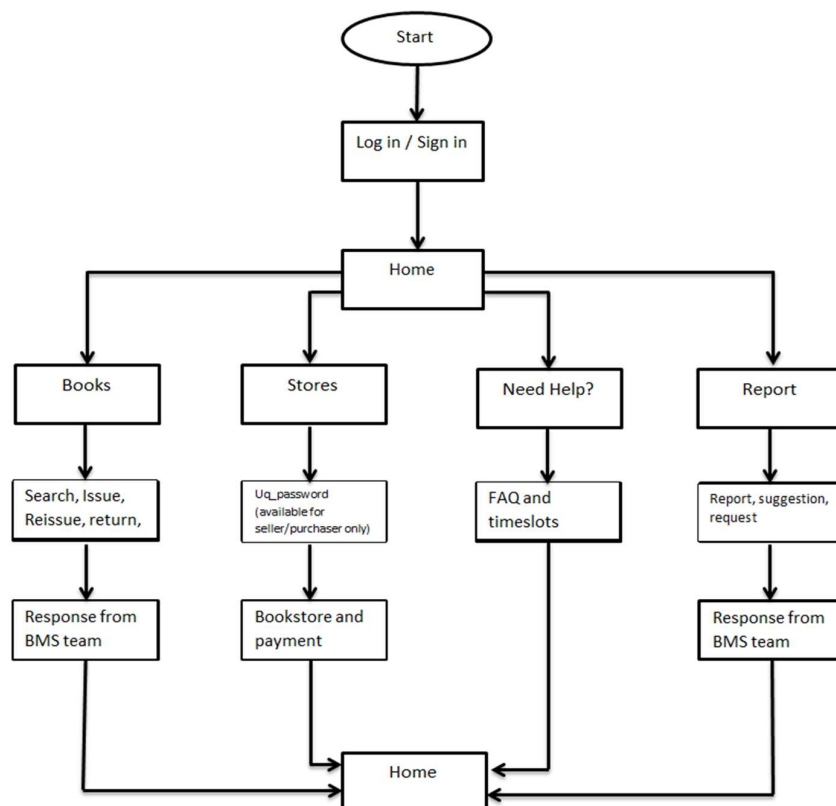 Start
Log in / Sign in
Home
Books
Stores
Need Help?
Report
Search, Issue,
Reissue, return,
Uq_password
(available for
seller/purchaser only)
FAQ and
timeslots
Report, suggestion,
request
Response from
BMS team
Bookstore and
payment
Response from
BMS team
Home